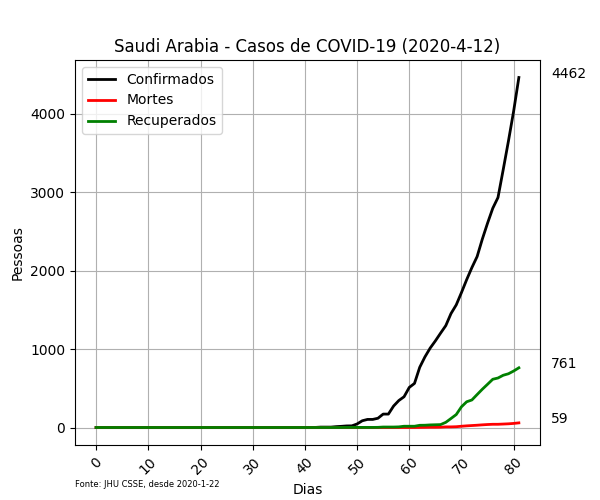 Saudi Arabia - Casos de COVID-19 (2020-4-12)
Confirmados
Mortes
Recuperados
4462
761
59
Pessoas
4000
3000
2000
1000
0
0
10
20
30
40
50
60
70
80
Dias
Fonte: JHU CSSE, desde 2020-1-22